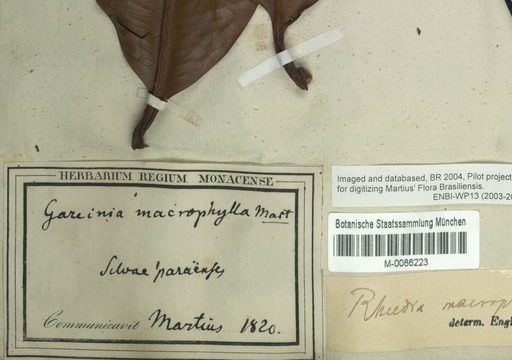 HERBARIUM REGIUM MONACENSE
Garcinia macrophylla Mart
Silvae paraënses
Communicavit Martius 1820.
Imaged and databased, BR 2004, Pilot project
for digitizing Martius' Flora Brasiliensis.
ENBI-WP13 (2003-20
Botanische Staatssammlung München
M-0086223
Rheedia macrop
determ. Engl